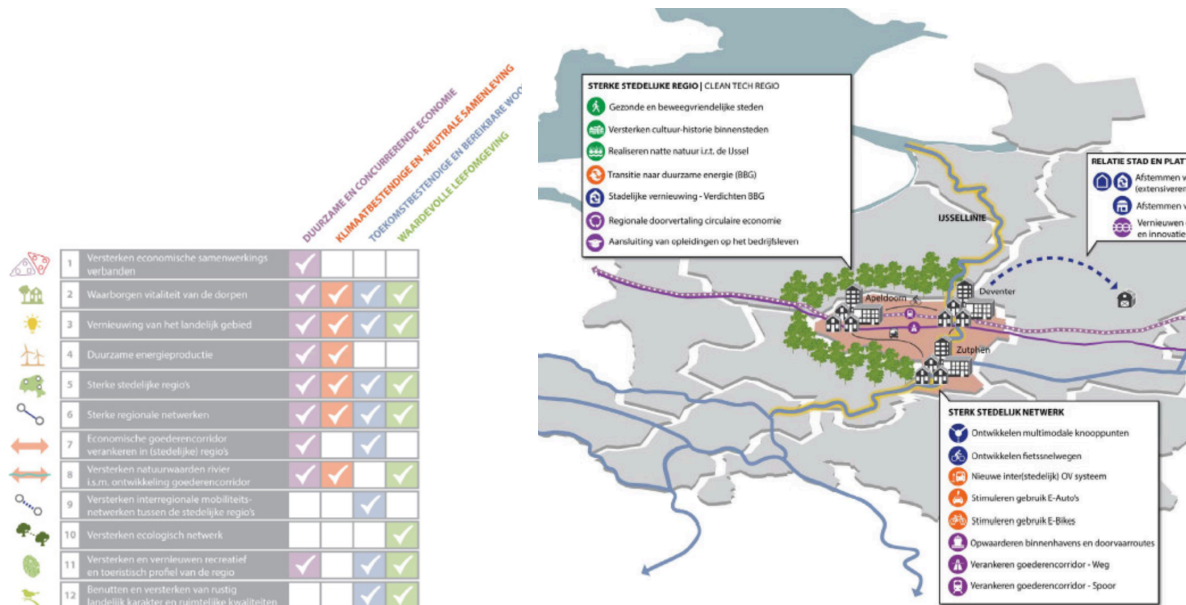 DUURZAME EN CONCURRERENDE ECONOMIE
KLIMAATBESTENDIGE EN -NEUTRALE SAMENLEVING
TOEKOMSTBESTENDIGE EN BEREIKBARE WOO
WAARDEVOLLE LEEFOMGEVING
1 Versterken economische samenwerkings
verbanden
2 Waarborgen vitaliteit van de dorpen
3 Vernieuwing van het landelijk gebied
4 Duurzame energieproductie
5 Sterke stedelijke regio's
6 Sterke regionale netwerken
7 Economische goederencorridor
verankeren in (stedelijke) regio's
8 Versterken natuurwaarden rivier
i.s.m. ontwikkeling goederencorridor
9 Versterken interregionale mobiliteits-
netwerken tussen de stedelijke regio's
10 Versterken ecologisch netwerk
11 Versterken en vernieuwen recreatief
en toeristisch profiel van de regio
12 Benutten en versterken van rustig
landelijk karakter en ruimtelijke kwaliteiten
STERKE STEDELIJKE REGIO | CLEAN TECH REGIO
Gezonde en beweegvriendelijke steden
Versterken cultuur-historie binnensteden
Realiseren natte natuur i.r.t. de IJssel
Transitie naar duurzame energie (BBG)
Stadelijke vernieuwing - Verdichten BBG
Regionale doorvertaling circulaire economie
Aansluiting van opleidingen op het bedrijfsleven
RELATIE STAD EN PLATT
Afstemmen v
(extensiveren
Afstemmen v
Vernieuwen
en innovatie
IJSSELLINIE
Apeldoorn
Deventer
Zutphen
STERK STEDELIJK NETWERK
Ontwikkelen multimodale knooppunten
Ontwikkelen fietssnelwegen
Nieuwe inter(stedelijk) OV systeem
Stimuleren gebruik E-Auto's
Stimuleren gebruik E-Bikes
Opwaarderen binnenhavens en doorvaarroutes
Verankeren goederencorridor - Weg
Verankeren goederencorridor - Spoor